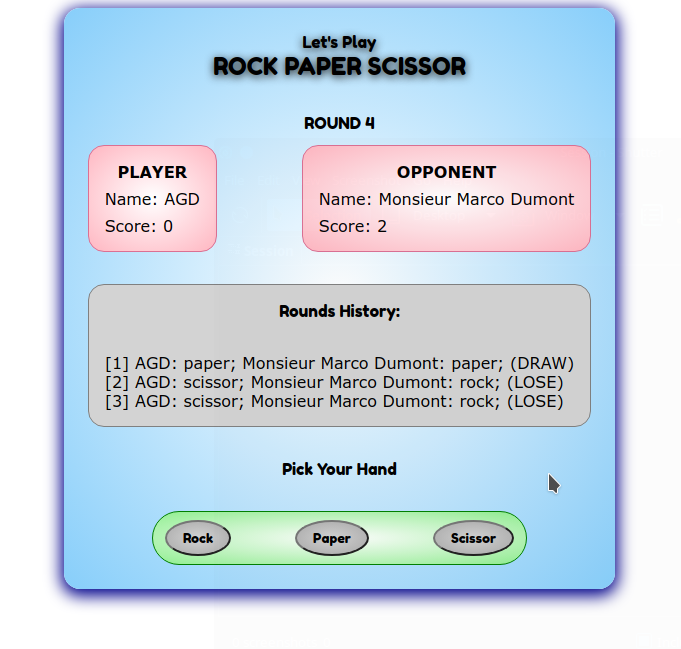 Let's Play
ROCK PAPER SCISSOR
ROUND 4
PLAYER
Name: AGD
Score: 0
OPPONENT
Name: Monsieur Marco Dumont
Score: 2
Rounds History:
[1] AGD: paper; Monsieur Marco Dumont: paper; (DRAW)
[2] AGD: scissor; Monsieur Marco Dumont: rock; (LOSE)
[3] AGD: scissor; Monsieur Marco Dumont: rock; (LOSE)
Pick Your Hand
Rock
Paper
Scissor